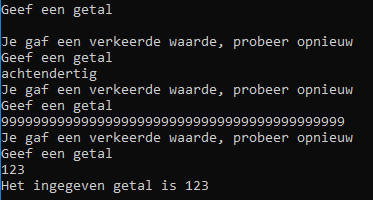 Geef een getal
Je gaf een verkeerde waarde, probeer opnieuw
Geef een getal
achtendertig
Je gaf een verkeerde waarde, probeer opnieuw
Geef een getal
9999999999999999999999999999999999999999999
Je gaf een verkeerde waarde, probeer opnieuw
Geef een getal
123
Het ingegeven getal is 123